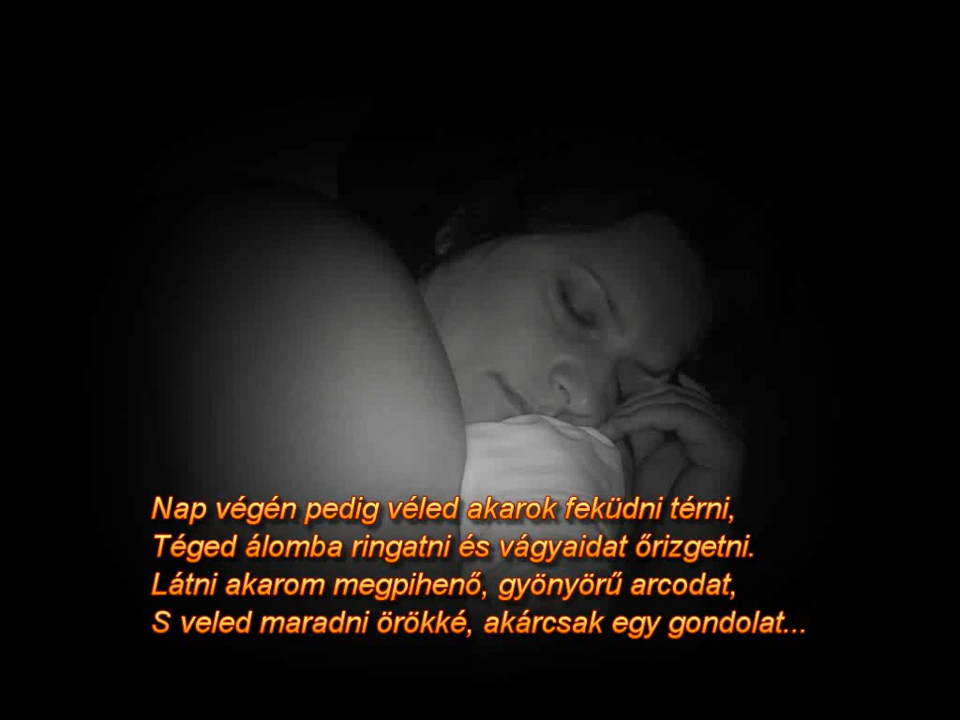 Nap végén pedig véled akarok feküdni térni,
Téged álomba ringatni és vágyaidat őrizgetni.
Látni akarom megpihenő, gyönyörű arcodat,
S veled maradni örökké, akárcsak egy gondolat...